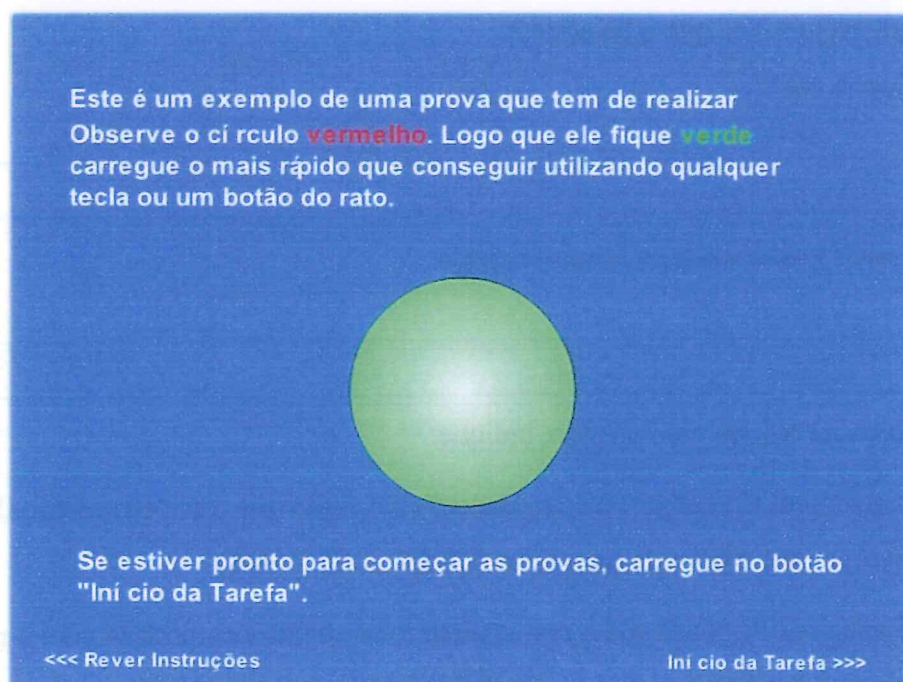 Este é um exemplo de uma prova que tem de realizar
Observe o cí rculo vermelho. Logo que ele fique verde
carregue o mais rápido que conseguir utilizando qualquer
tecla ou um botão do rato.
Se estiver pronto para começar as provas, carregue no botão
"Iní cio da Tarefa".
<<< Rever Instruções
Iní cio da Tarefa >>>